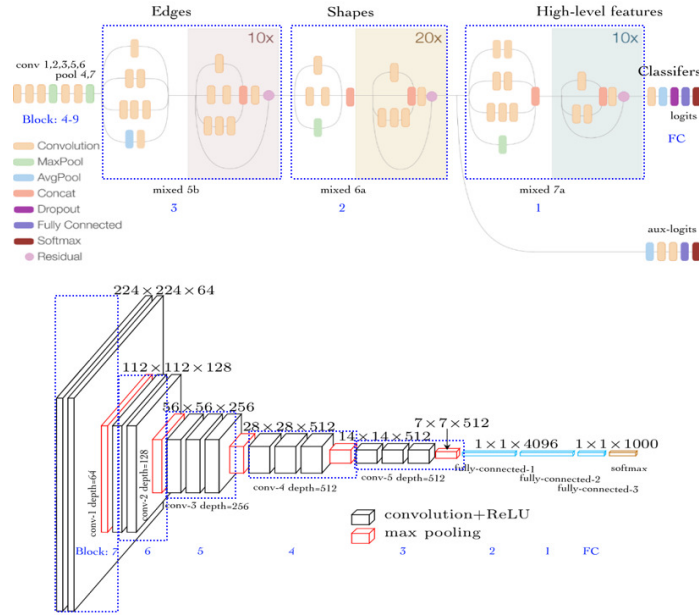 Edges Shapes High-level features
10x 20x 10x
conv 1,2,3,5,6
pool 4,7
Classifers
logits
Block: 4-9
FC
Convolution
MaxPool
AvgPool
Concat
Dropout
Fully Connected
Softmax
Residual
mixed 5b mixed 6a mixed 7a
3 2 1
aux-logits
224×224×64
112×112×128
56×56×256
28×28×512
14×14×512
7×7×512
1×1×4096 1×1×1000
conv-1 depth=64
conv-2 depth=128
conv-3 depth=256
conv-4 depth=512
conv-5 depth=512
fully-connected-1
fully-connected-2
fully-connected-3
softmax
convolution+ReLU
max pooling
Block: 7 6 5 4 3 2 1 FC